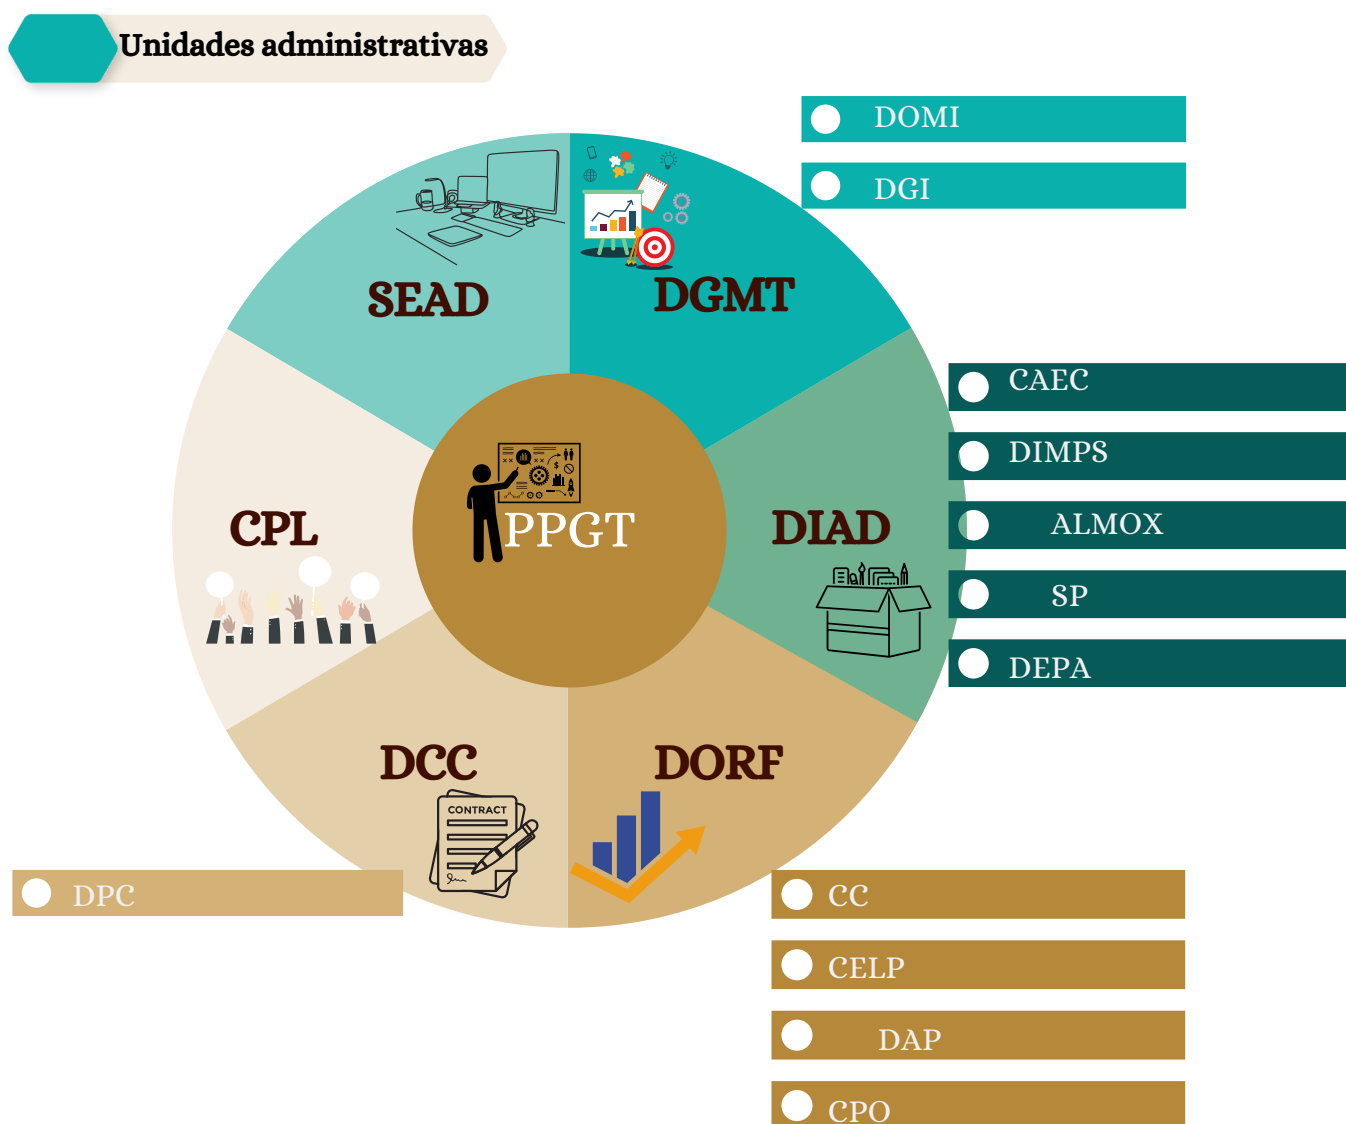 Unidades administrativas
DOMI
DGI
SEAD
DGMT
CAEC
DIMPS
ALMOX
SP
DEPA
CPL
PPGT
DIAD
DCC
DORF
CONTRACT
DPC
CC
CELP
DAP
CPO